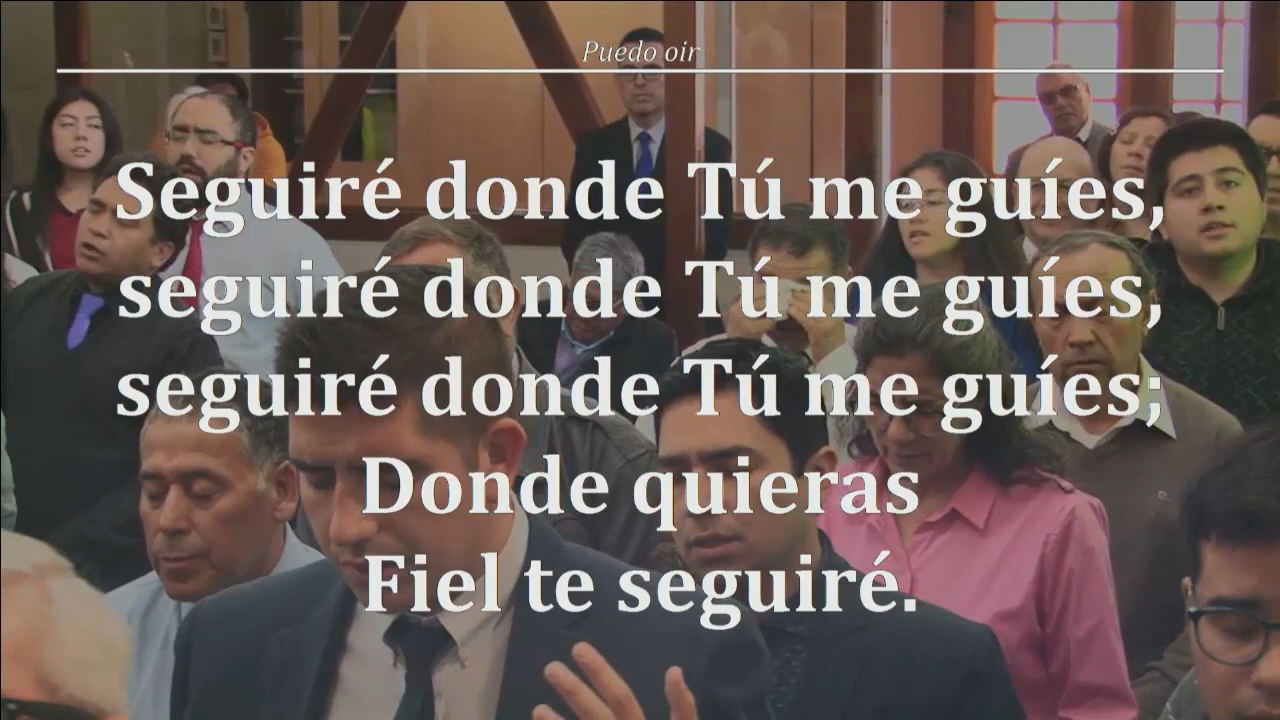 Puedo oir
Seguiré donde Tú me guíes,
seguiré donde Tú me guíes,
seguiré donde Tú me guíes;
Donde quieras
Fiel te seguiré.